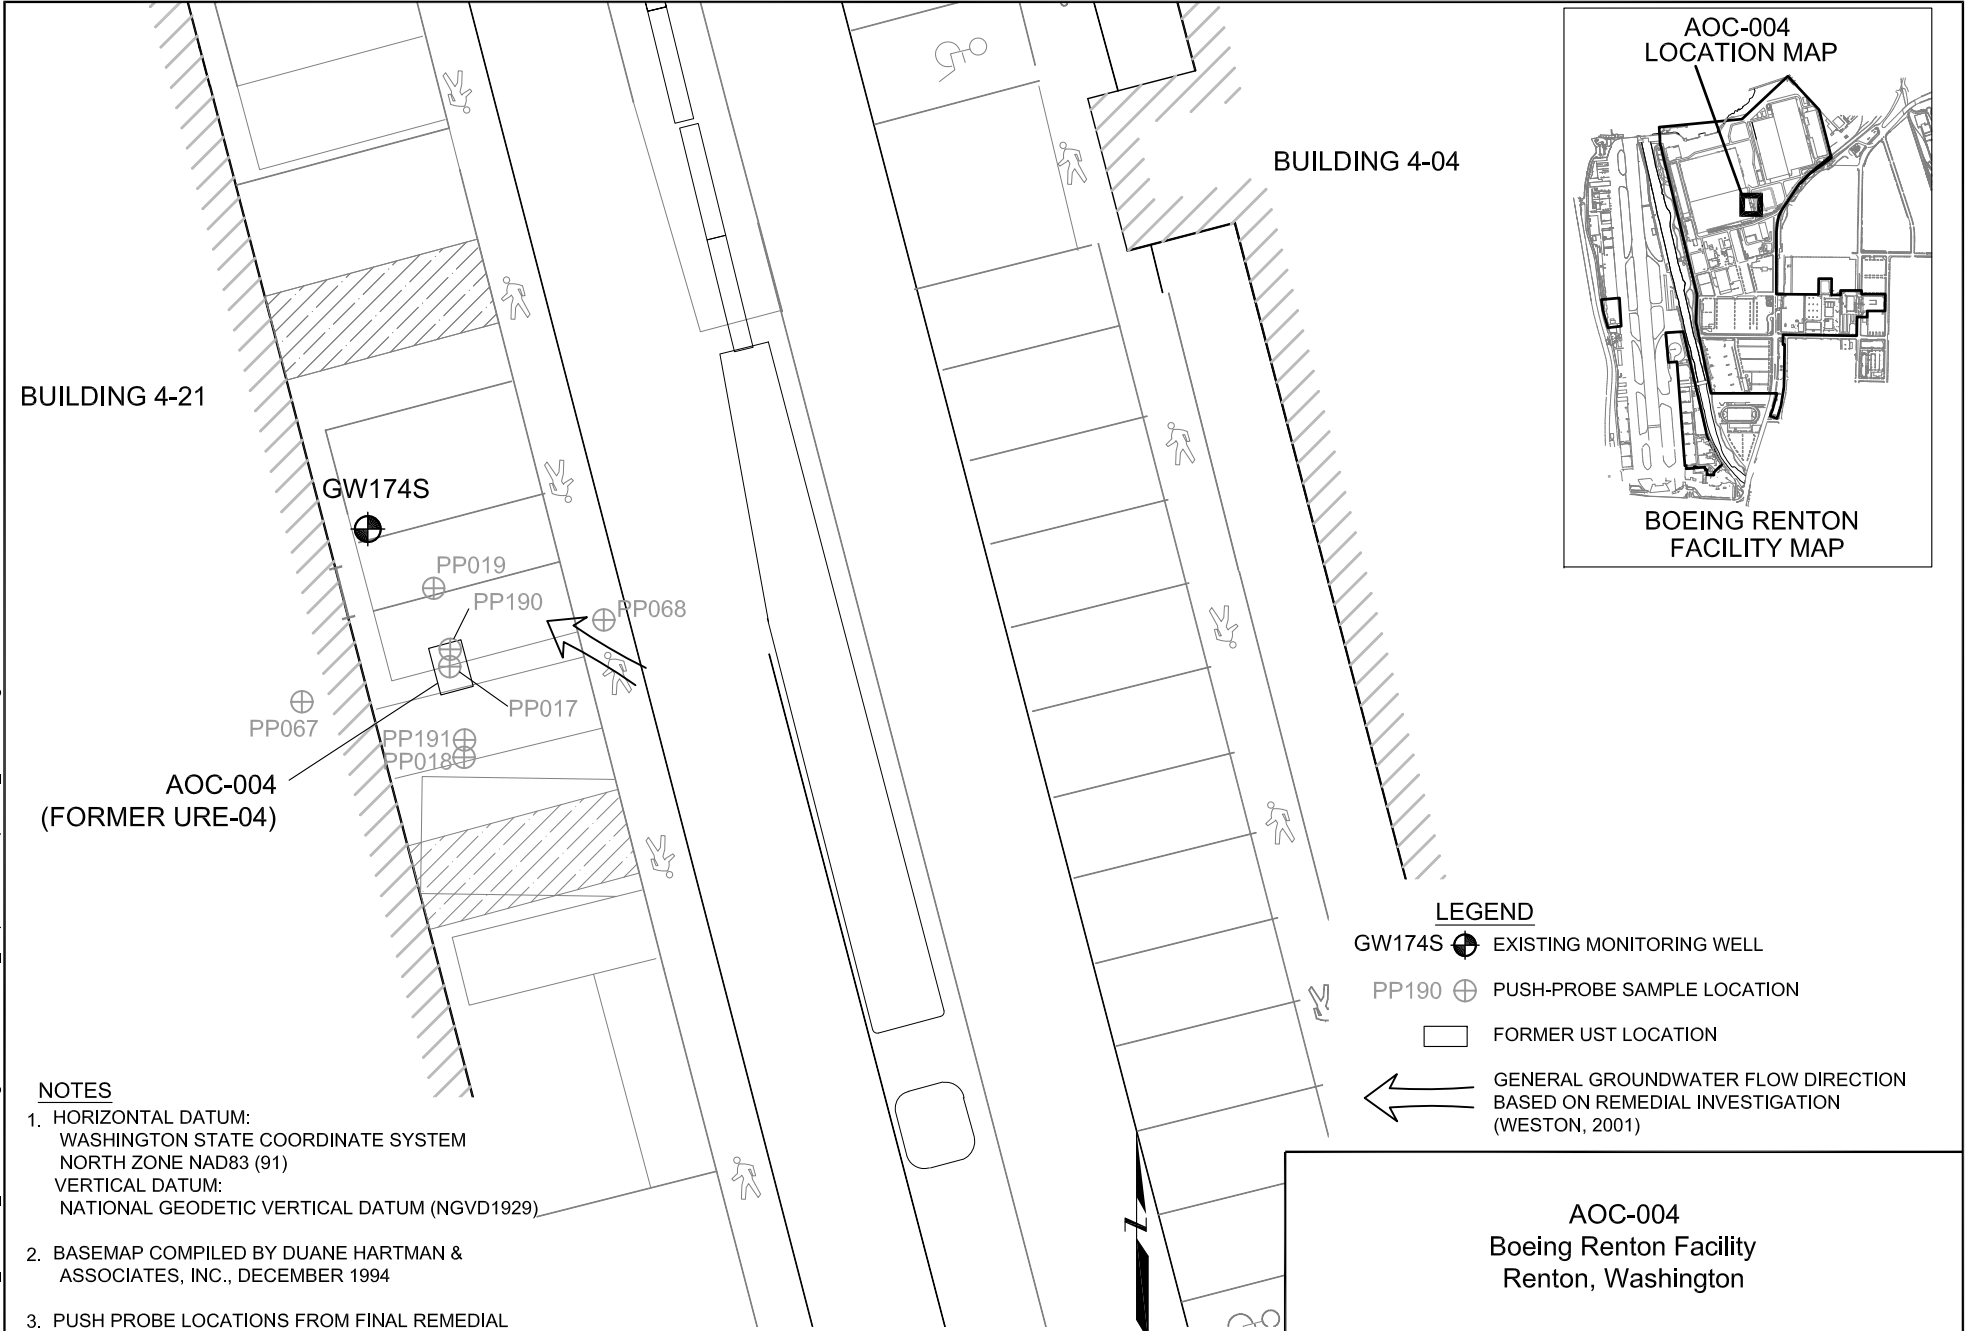 AOC-004
LOCATION MAP
BUILDING 4-04
BUILDING 4-21
GW174S
PP019
PP190
PP068
PP017
PP067
PP191
PP018
AOC-004
(FORMER URE-04)
BOEING RENTON
FACILITY MAP
LEGEND
GW174S EXISTING MONITORING WELL
PP190 PUSH-PROBE SAMPLE LOCATION
FORMER UST LOCATION
GENERAL GROUNDWATER FLOW DIRECTION
BASED ON REMEDIAL INVESTIGATION
(WESTON, 2001)
NOTES
1. HORIZONTAL DATUM:
WASHINGTON STATE COORDINATE SYSTEM
NORTH ZONE NAD83 (91)
VERTICAL DATUM:
NATIONAL GEODETIC VERTICAL DATUM (NGVD1929)
2. BASEMAP COMPILED BY DUANE HARTMAN &
ASSOCIATES, INC., DECEMBER 1994
3. PUSH PROBE LOCATIONS FROM FINAL REMEDIAL
Z
AOC-004
Boeing Renton Facility
Renton, Washington